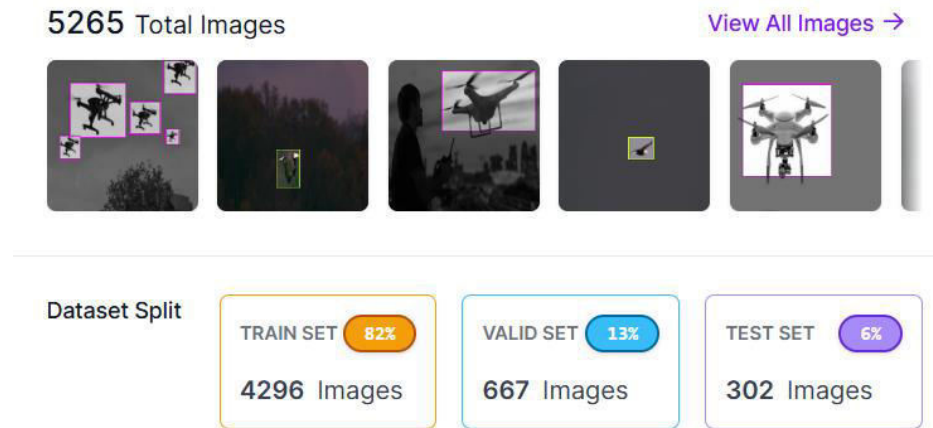 5265 Total Images View All Images →
Dataset Split
TRAIN SET 82%
4296 Images
VALID SET 13%
667 Images
TEST SET 6%
302 Images